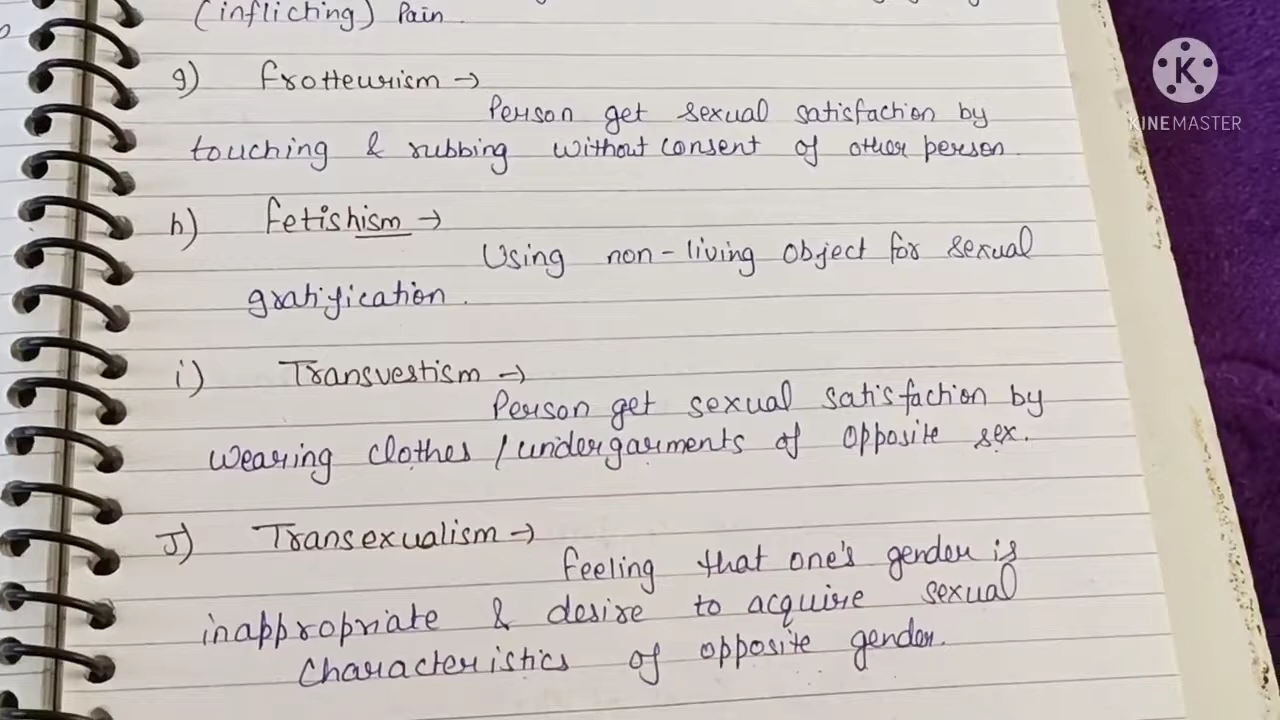 (inflicting) Pain.
g) Frotteurism →
Person get sexual satisfaction by
touching & rubbing without consent of other person.
h) Fetishism →
Using non-living object for sexual
gratification.
i) Transvestism →
Person get sexual satisfaction by
wearing clothes /undergarments of opposite sex.
J) Transexualism →
Feeling that one's gender is
inappropriate & desire to acquire sexual
characteristics of opposite gender.
K
KINEMASTER